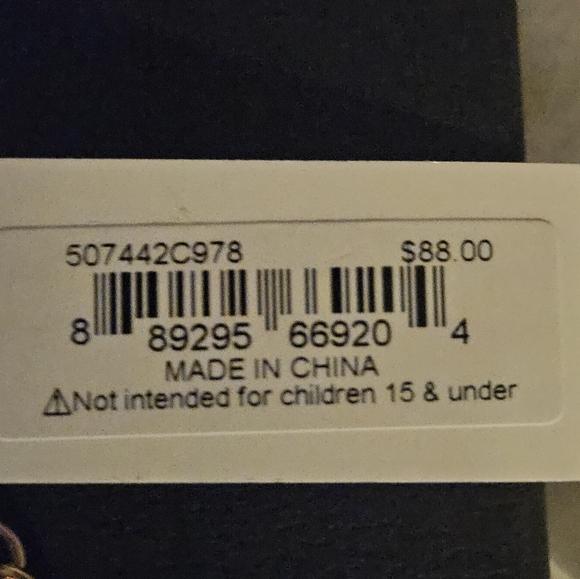 507442C978 $88.00
8 89295 66920 4
MADE IN CHINA
⚠Not intended for children 15 & under